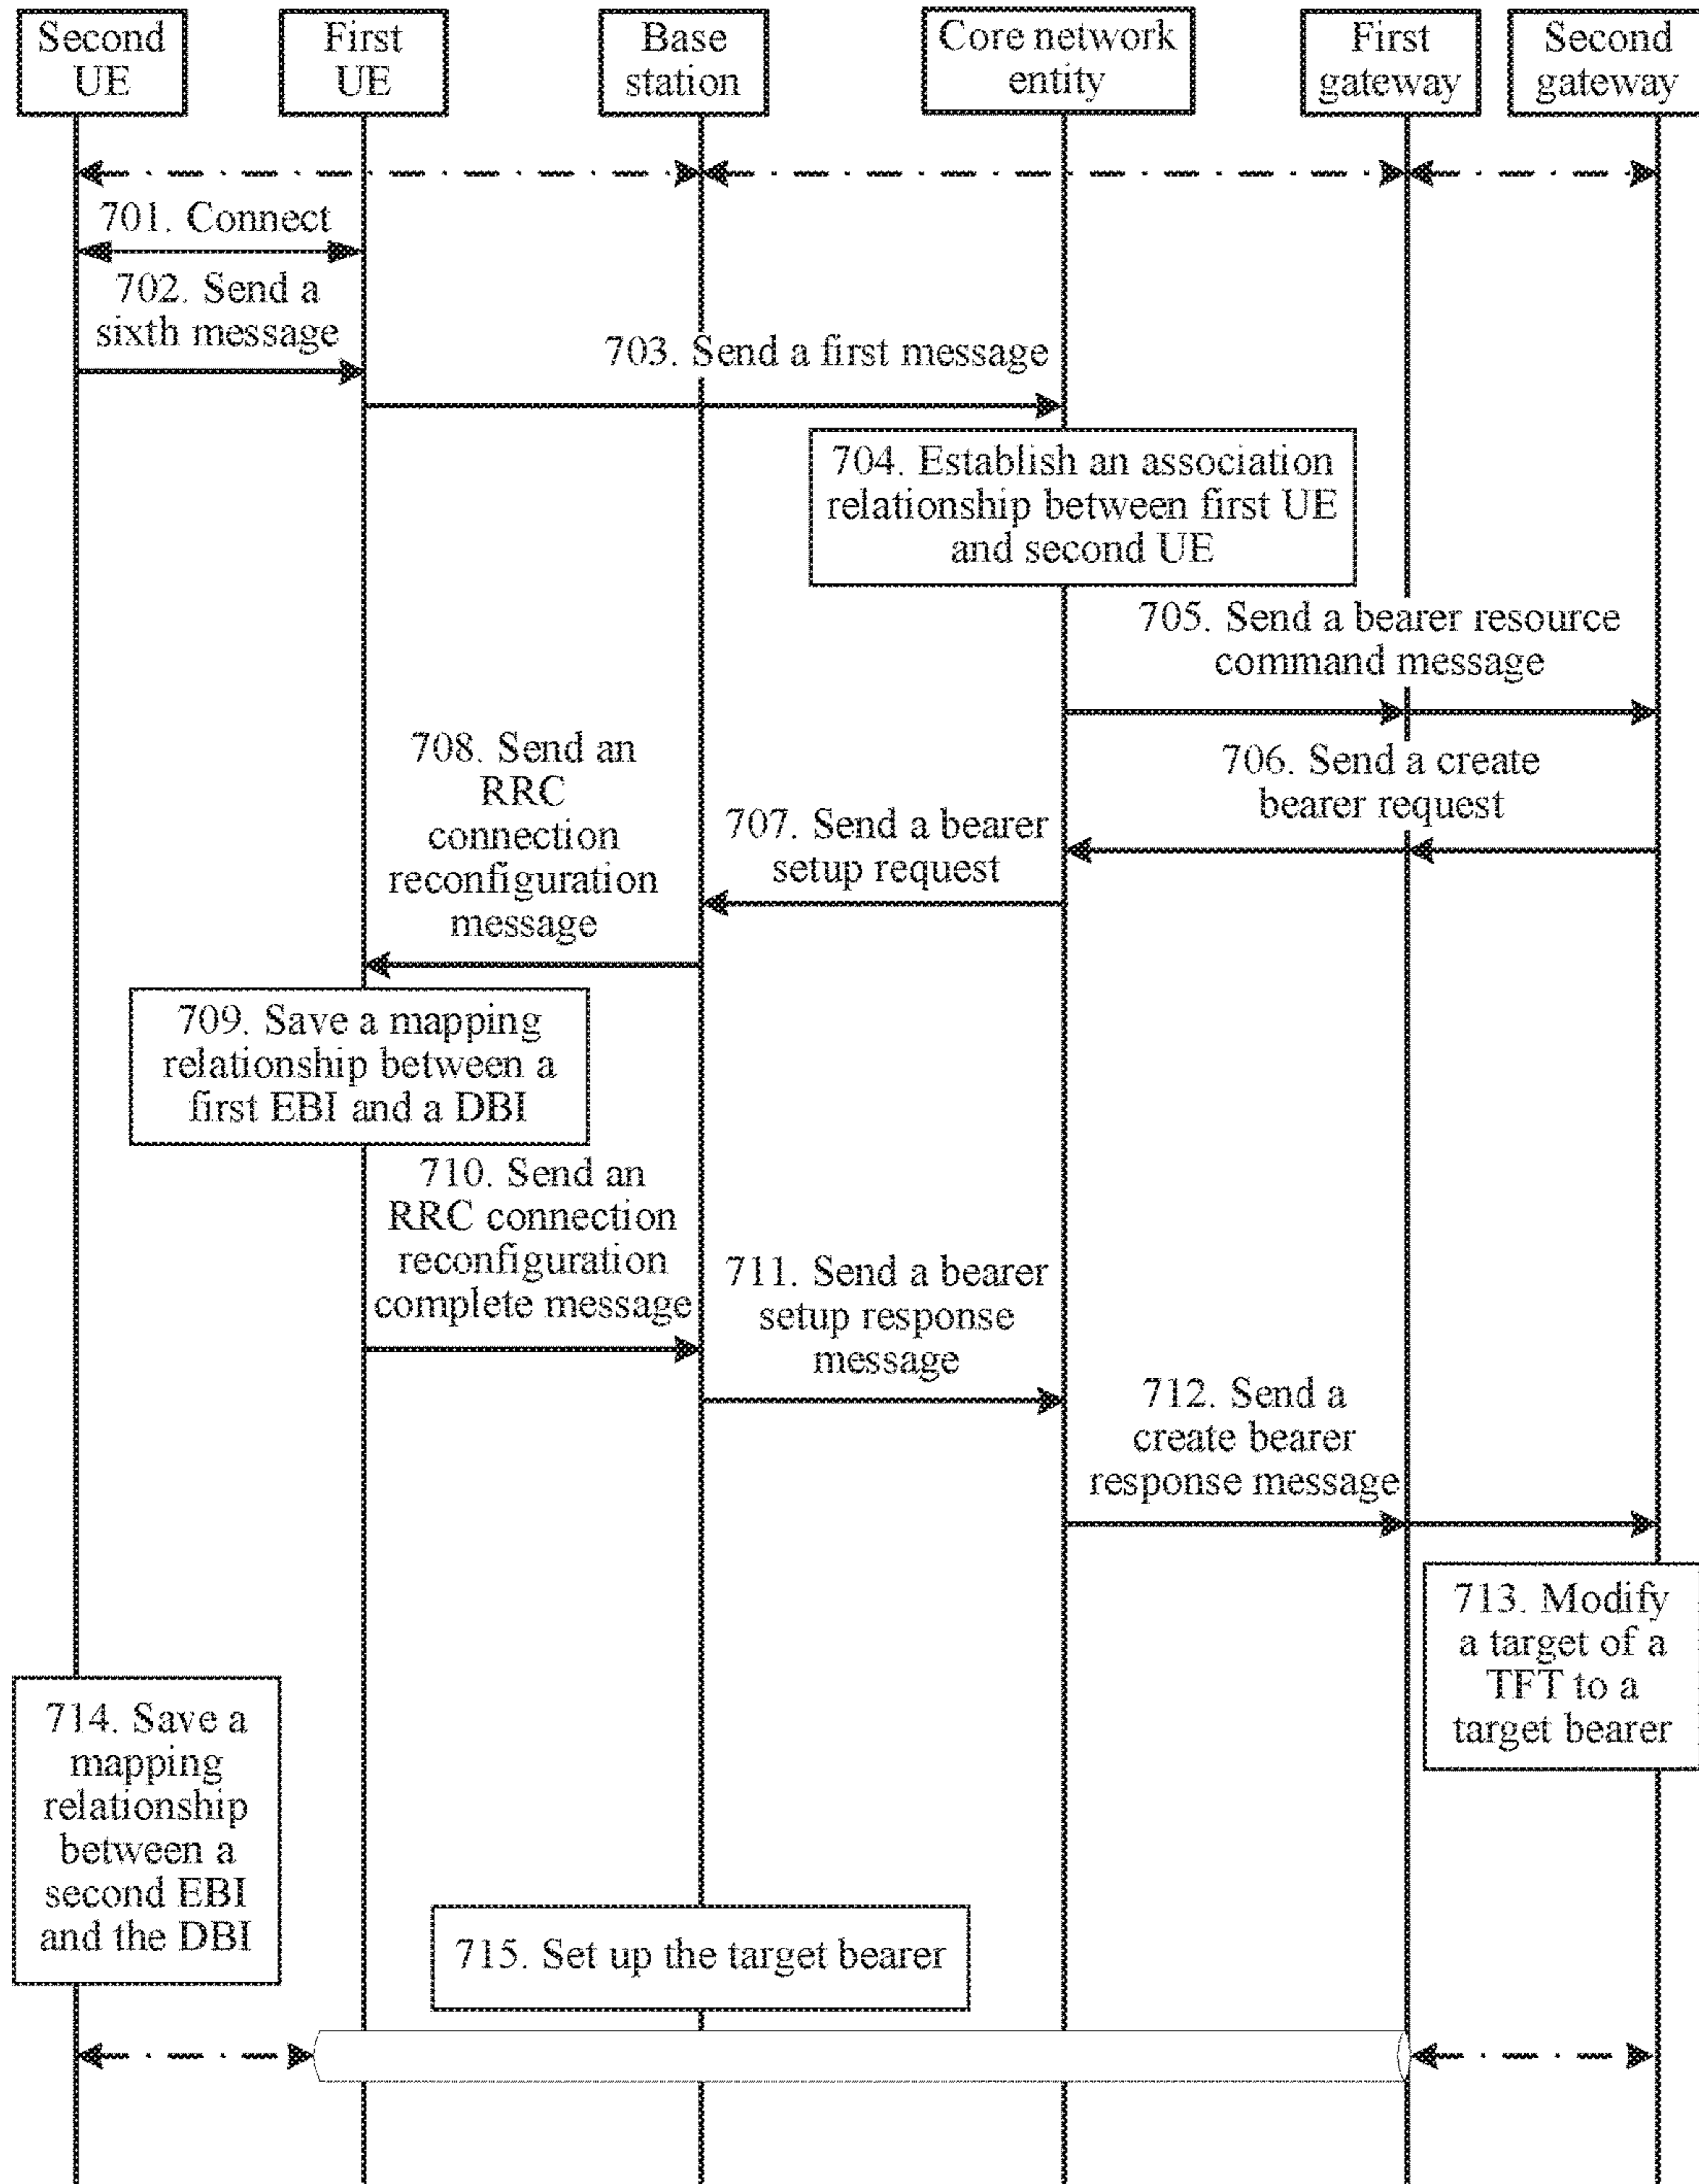 Second
UE
First
UE
Base
station
Core network
entity
First
gateway
Second
gateway
701. Connect
702. Send a
sixth message
703. Send a first message
704. Establish an association
relationship between first UE
and second UE
705. Send a bearer resource
command message
706. Send a create
bearer request
707. Send a bearer
setup request
708. Send an
RRC
connection
reconfiguration
message
709. Save a mapping
relationship between a
first EBI and a DBI
710. Send an
RRC connection
reconfiguration
complete message
711. Send a bearer
setup response
message
712. Send a
create bearer
response message
713. Modify
a target of a
TFT to a
target bearer
714. Save a
mapping
relationship
between a
second EBI
and the DBI
715. Set up the target bearer